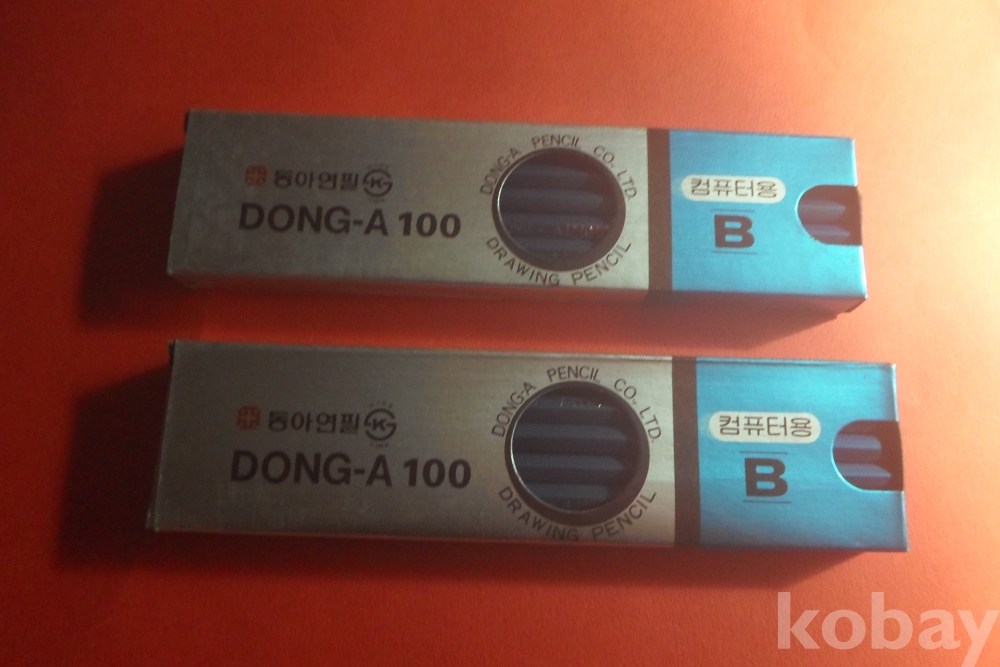 동아연필
DONG-A 100
DONG-A PENCIL CO., LTD.
DRAWING PENCIL
컴퓨터용
B
동아연필
DONG-A 100
DONG-A PENCIL CO., LTD.
DRAWING PENCIL
컴퓨터용
B
kobay